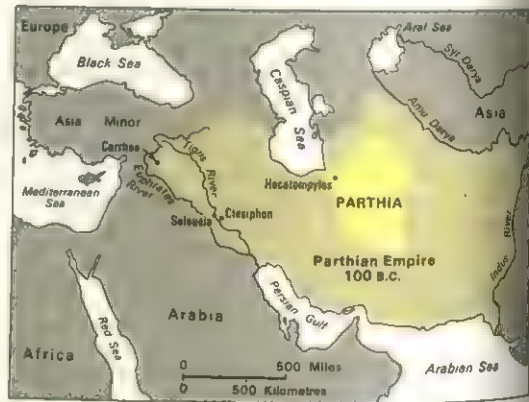 Europe
Aral Sea
Black Sea
Caspian Sea
Syr Darya
Amu Darya
Asia
Asia Minor
Carrhae
Tigris River
Euphrates River
Mediterranean Sea
Hecatompylos
PARTHIA
Seleucia
Ctesiphon
Parthian Empire
100 B.C.
Indus River
Persian Gulf
Arabia
Red Sea
Africa
Arabian Sea
0 500 Miles
0 500 Kilometres